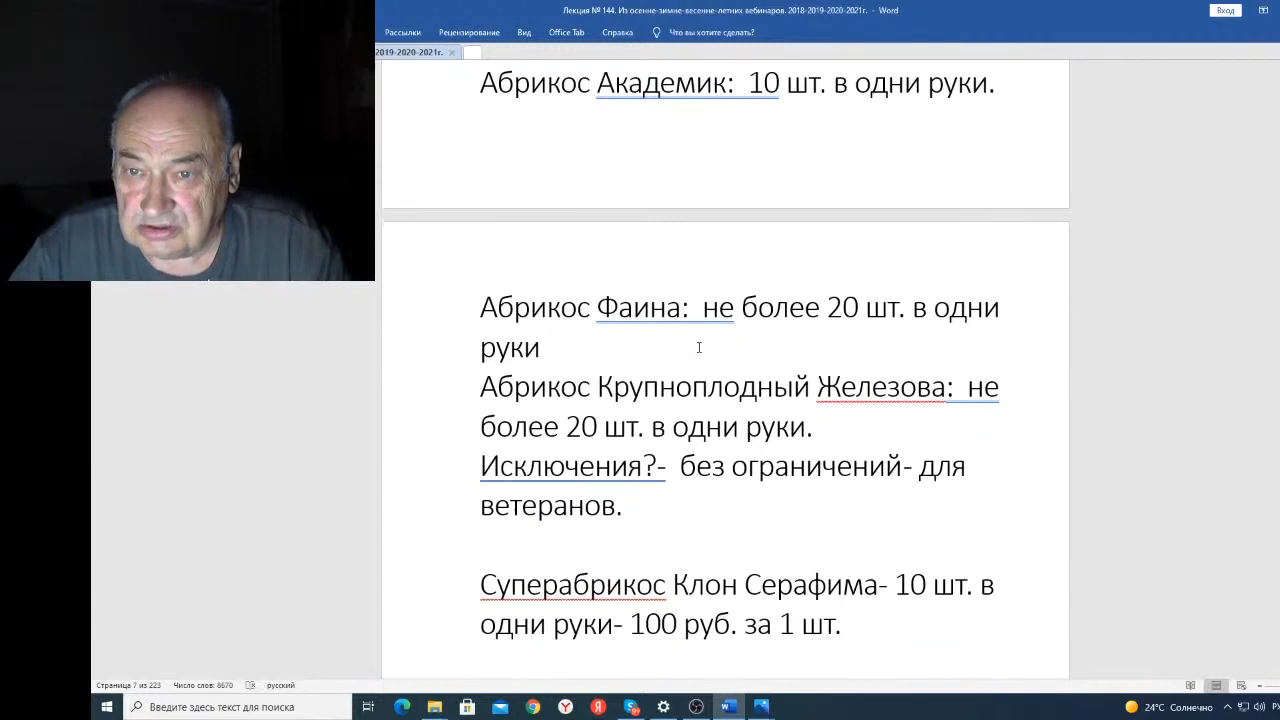 Лекция № 144. Из осенне-зимне-весенне-летних вебинаров. 2018-2019-2020-2021г. - Word
Вход
Рассылки Рецензирование Вид Office Tab Справка Что вы хотите сделать?
2019-2020-2021г.
Абрикос Академик: 10 шт. в одни руки.
Абрикос Фаина: не более 20 шт. в одни
руки
Абрикос Крупноплодный Железова: не
более 20 шт. в одни руки.
Исключения?- без ограничений- для
ветеранов.
Суперабрикос Клон Серафима- 10 шт. в
одни руки- 100 руб. за 1 шт.
Страница 7 из 223 Число слов: 8670 русский
Введите здесь текст для поиска
24°C Солнечно